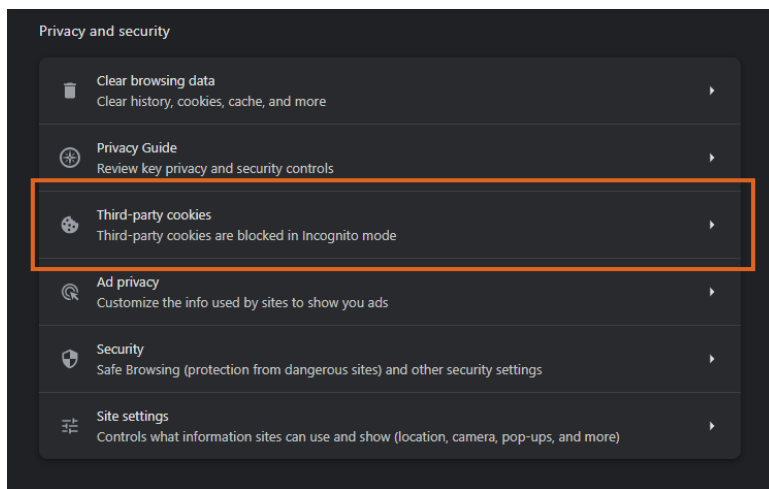 Privacy and security
Clear browsing data
Clear history, cookies, cache, and more
Privacy Guide
Review key privacy and security controls
Third-party cookies
Third-party cookies are blocked in Incognito mode
Ad privacy
Customize the info used by sites to show you ads
Security
Safe Browsing (protection from dangerous sites) and other security settings
Site settings
Controls what information sites can use and show (location, camera, pop-ups, and more)